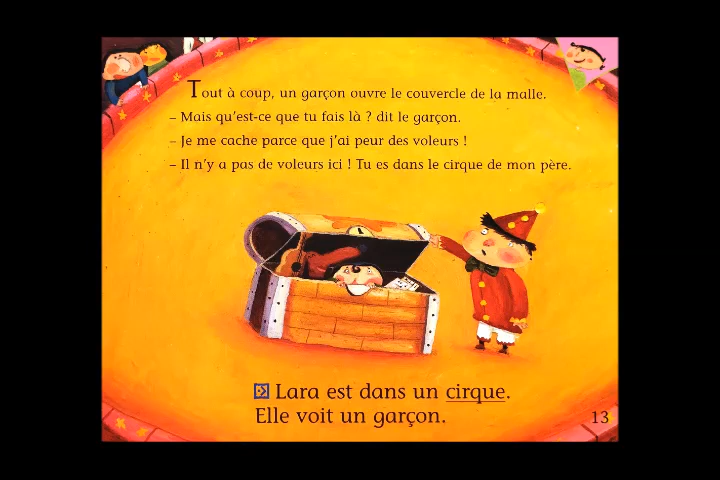 Tout à coup, un garçon ouvre le couvercle de la malle.
– Mais qu'est-ce que tu fais là ? dit le garçon.
– Je me cache parce que j'ai peur des voleurs !
– Il n'y a pas de voleurs ici ! Tu es dans le cirque de mon père.
Lara est dans un cirque.
Elle voit un garçon.
13